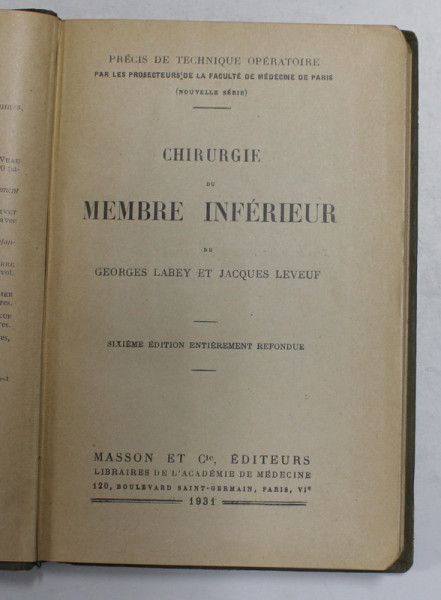 PRÉCIS DE TECHNIQUE OPÉRATOIRE
PAR LES PROSECTEURS DE LA FACULTÉ DE MÉDECINE DE PARIS
(NOUVELLE SÉRIE)
CHIRURGIE
DU
MEMBRE INFÉRIEUR
DE
GEORGES LABEY ET JACQUES LEVEUF
SIXIÈME ÉDITION ENTIÈREMENT REFONDUE
MASSON ET Cie, ÉDITEURS
LIBRAIRES DE L'ACADÉMIE DE MÉDECINE
120, BOULEVARD SAINT-GERMAIN, PARIS, VIe
1931